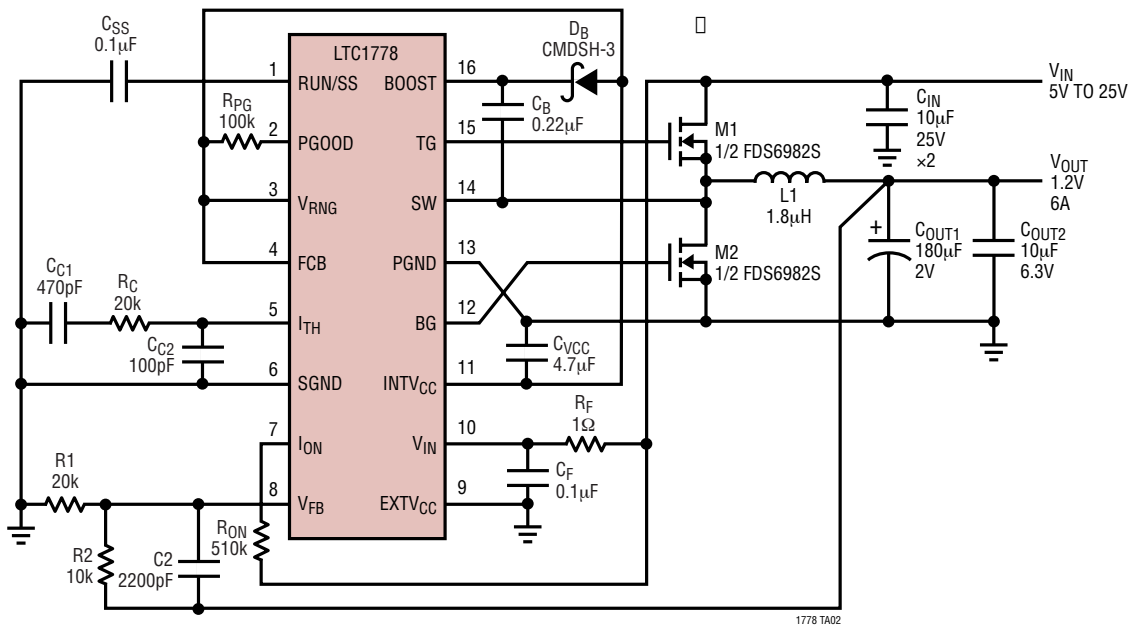 CSS
0.1µF
DB
CMDSH-3
LTC1778
1
RUN/SS
BOOST
16
RPG
100k
2
PGOOD
TG
15
CB
0.22µF
3
VRNG
SW
14
4
FCB
PGND
13
CC1
470pF
RC
20k
5
ITH
BG
12
CC2
100pF
6
SGND
INTVCC
11
CVCC
4.7µF
7
ION
VIN
10
RF
1Ω
R1
20k
8
VFB
EXTVCC
9
CF
0.1µF
RON
510k
R2
10k
C2
2200pF
M1
1/2 FDS6982S
L1
1.8µH
M2
1/2 FDS6982S
VIN
5V TO 25V
CIN
10µF
25V
×2
VOUT
1.2V
6A
+
COUT1
180µF
2V
COUT2
10µF
6.3V
1778 TA02